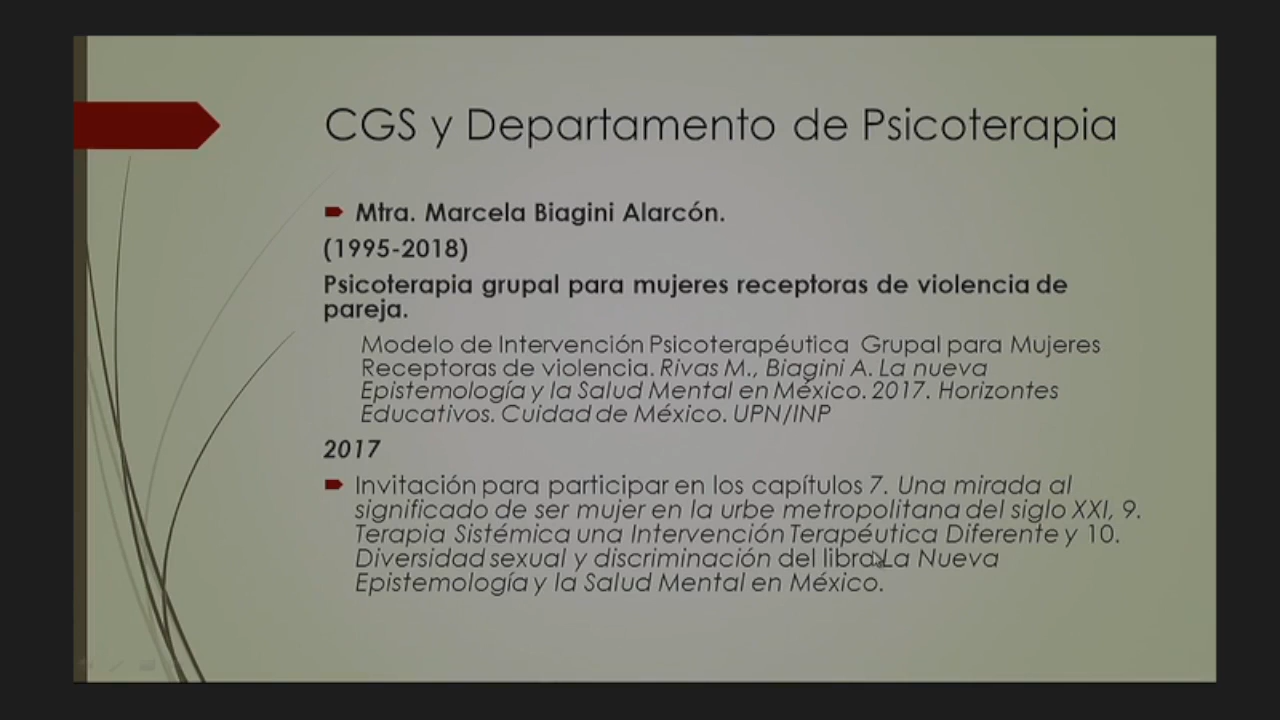 CGS y Departamento de Psicoterapia
Mtra. Marcela Biagini Alarcón.
(1995-2018)
Psicoterapia grupal para mujeres receptoras de violencia de
pareja.
Modelo de Intervención Psicoterapéutica Grupal para Mujeres
Receptoras de violencia. Rivas M., Biagini A. La nueva
Epistemología y la Salud Mental en México. 2017. Horizontes
Educativos. Cuidad de México. UPN/INP
2017
Invitación para participar en los capítulos 7. Una mirada al
significado de ser mujer en la urbe metropolitana del siglo XXI, 9.
Terapia Sistémica una Intervención Terapéutica Diferente y 10.
Diversidad sexual y discriminación del libro La Nueva
Epistemología y la Salud Mental en México.